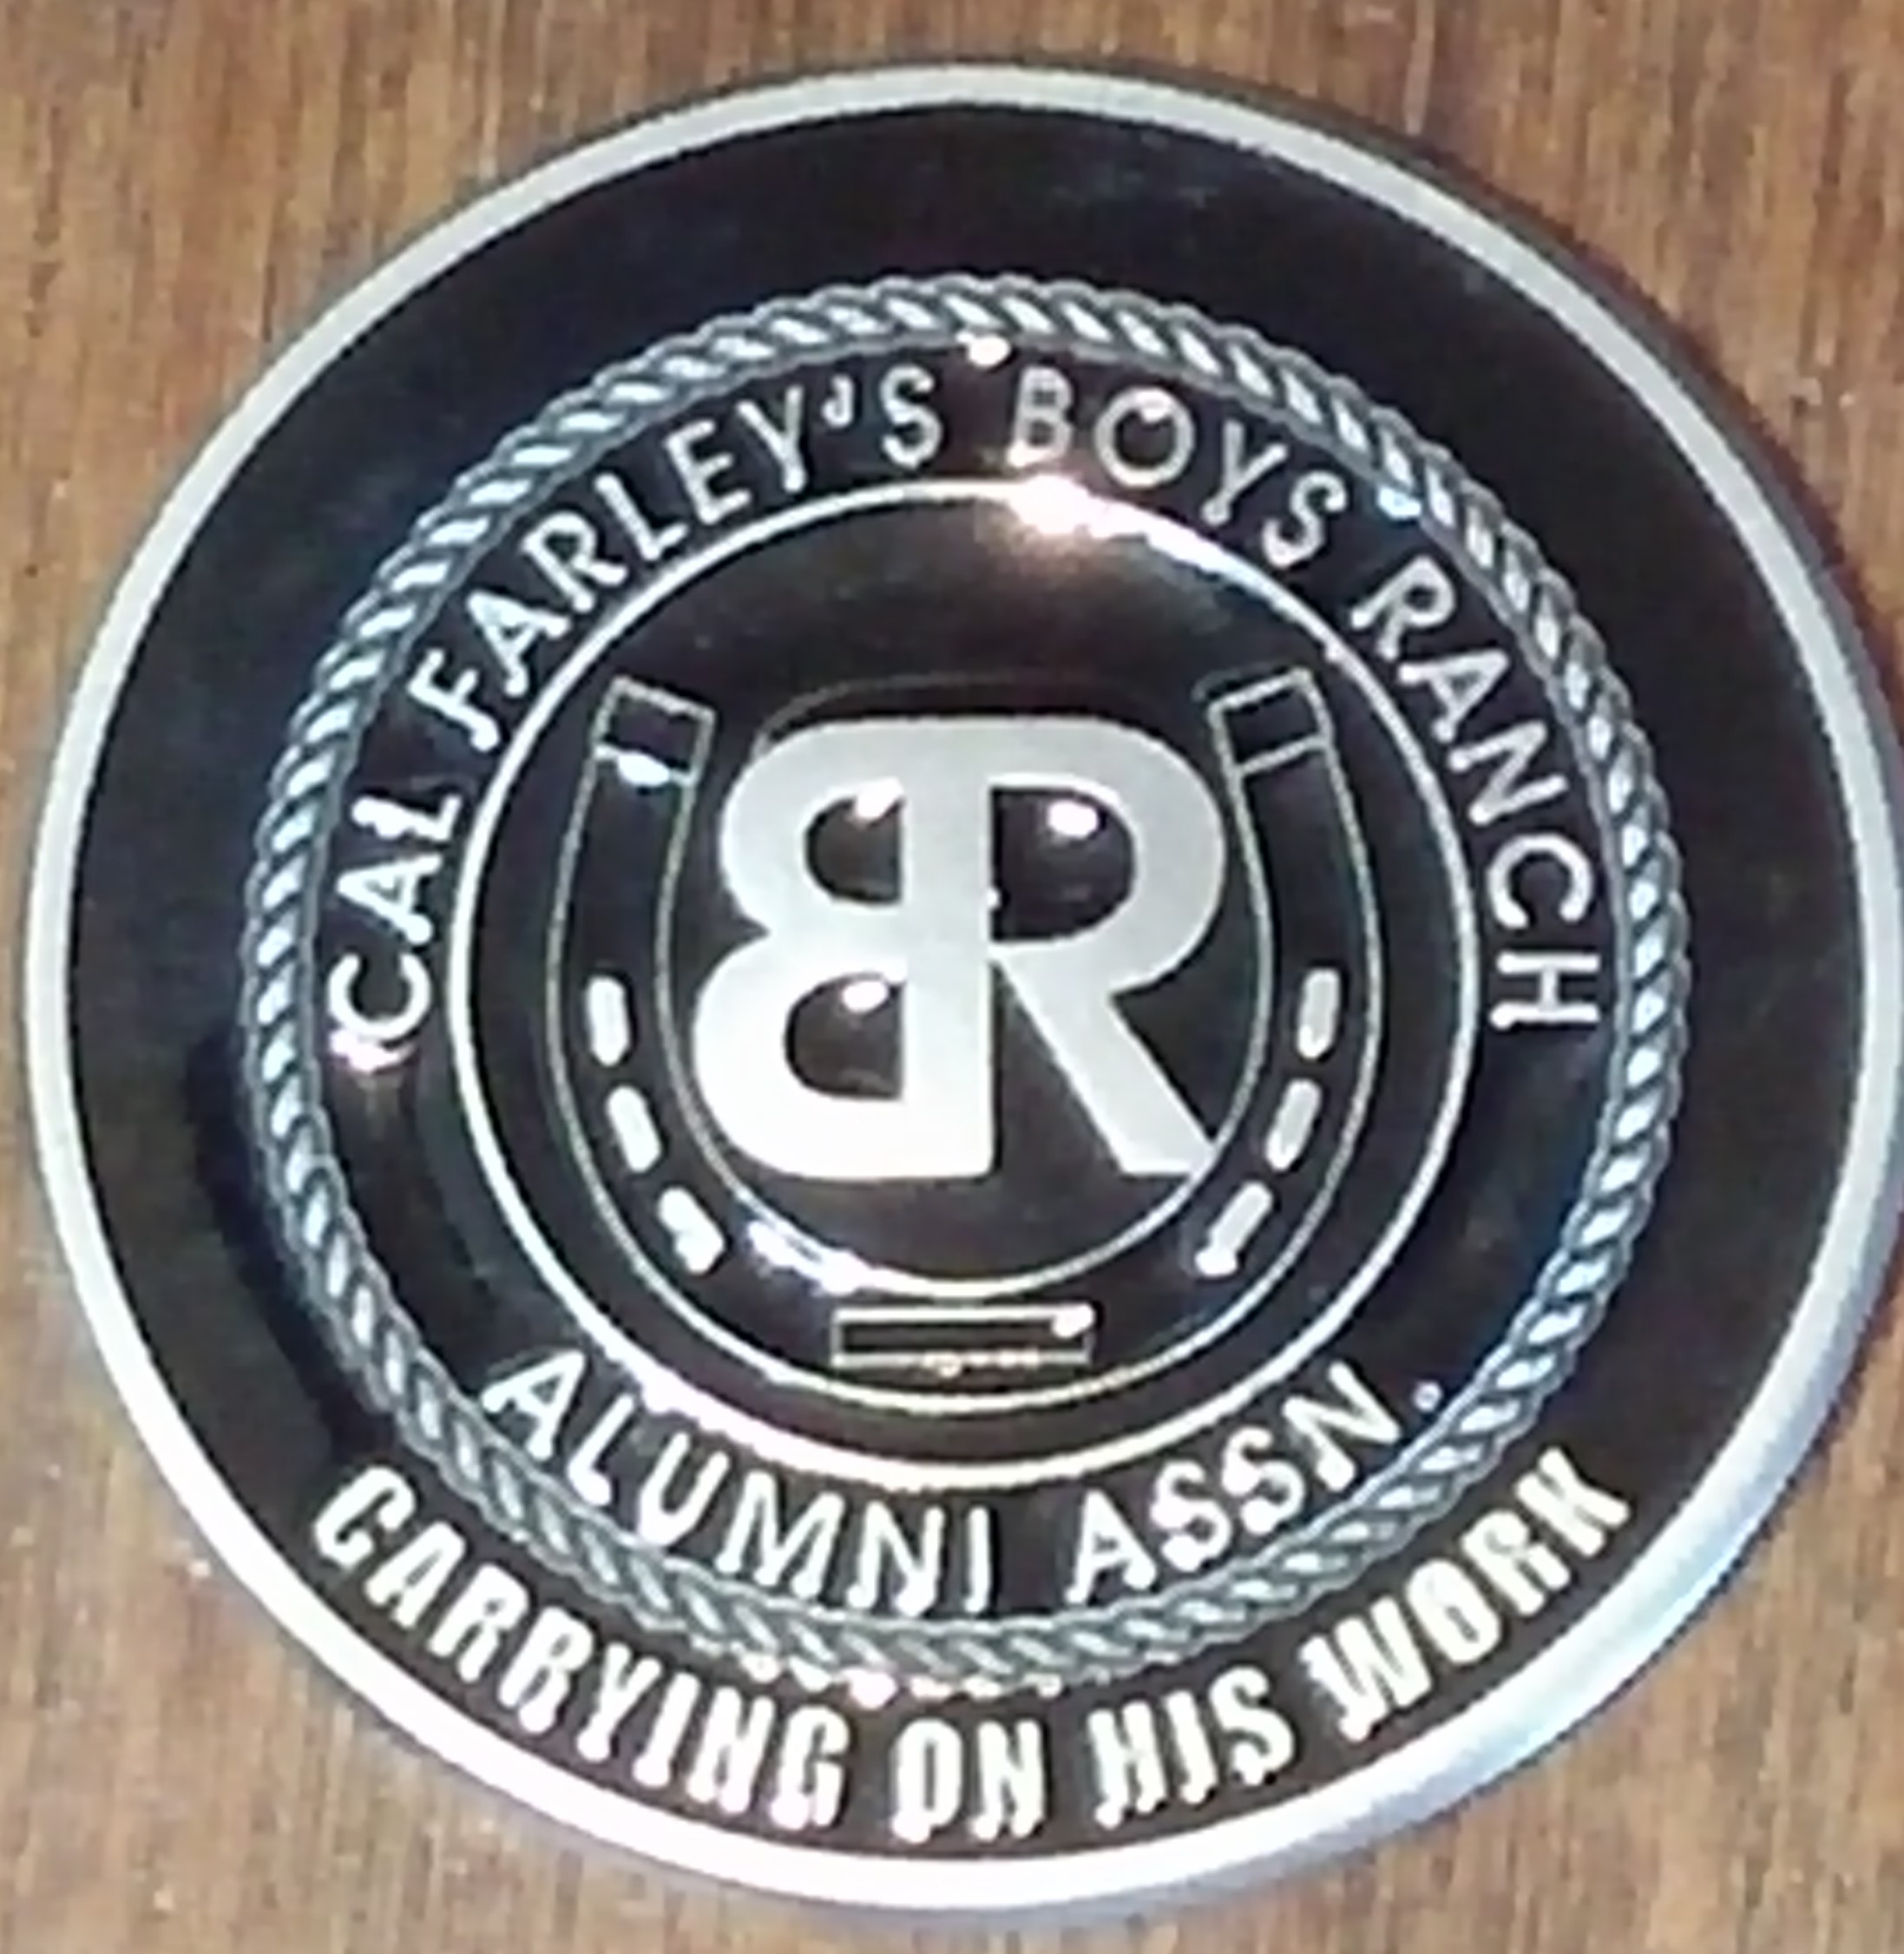 CAL FARLEY'S BOYS RANCH
BR
ALUMNI ASSN.
CARRYING ON HIS WORK